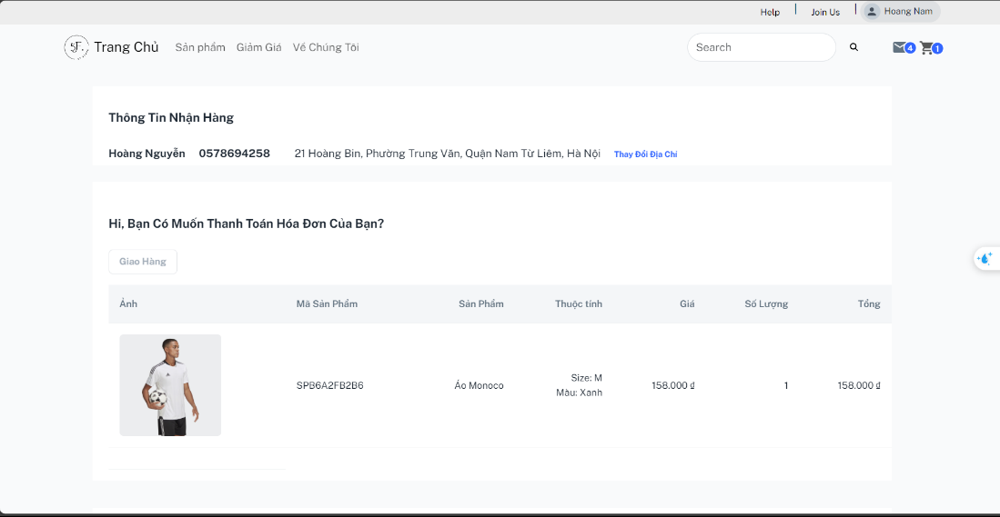 Help Join Us Hoang Nam
5F. Trang Chủ Sản phẩm Giảm Giá Về Chúng Tôi Search 4 1
Thông Tin Nhận Hàng
Hoàng Nguyễn 0578694258 21 Hoàng Bin, Phường Trung Văn, Quận Nam Từ Liêm, Hà Nội Thay Đổi Địa Chỉ
Hi, Bạn Có Muốn Thanh Toán Hóa Đơn Của Bạn?
Giao Hàng
Ảnh Mã Sản Phẩm Sản Phẩm Thuộc tính Giá Số Lượng Tổng
SPB6A2FB2B6 Áo Monoco Size: M 158.000 ₫ 1 158.000 ₫
Màu: Xanh